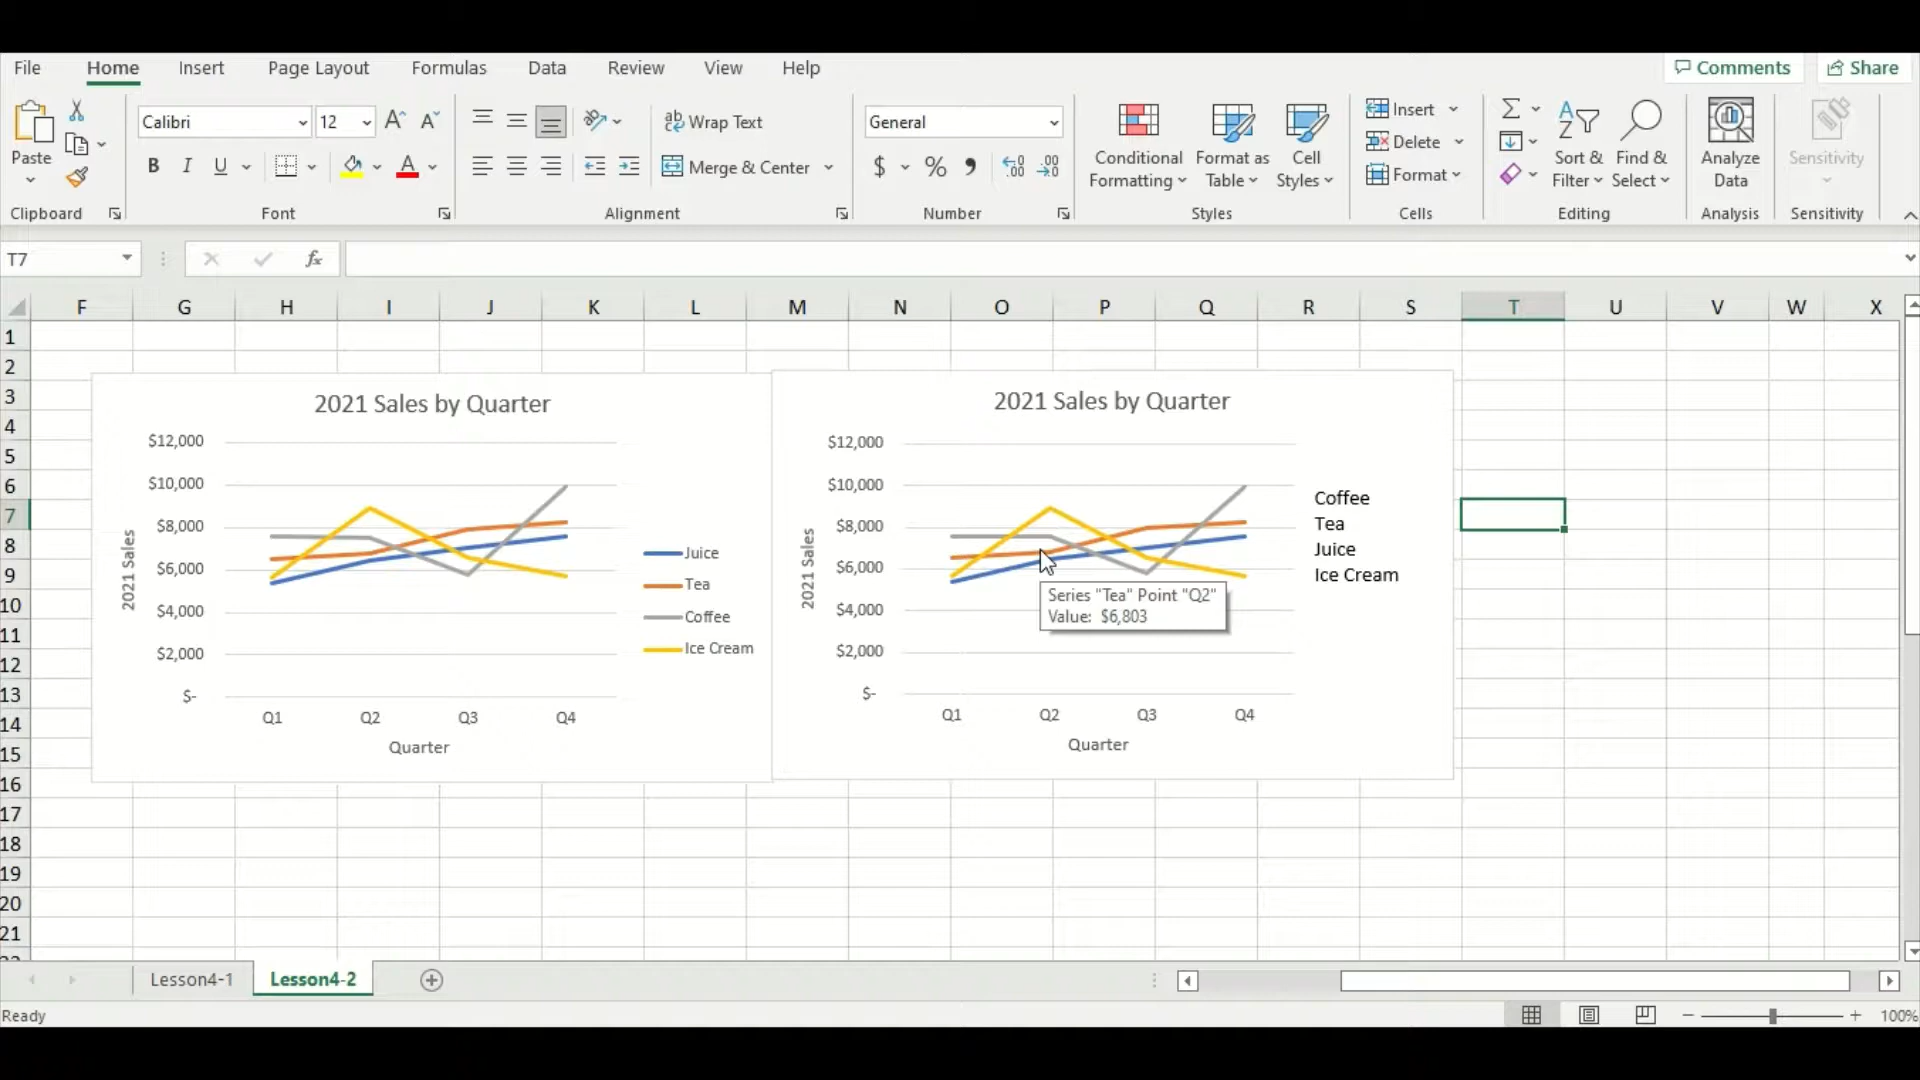 File Home Insert Page Layout Formulas Data Review View Help Comments Share
Paste
Calibri 12
B I U A
ab Wrap Text
Merge & Center
General
$ % 9 .00 .00
Conditional Formatting
Format as Table
Cell Styles
Insert
Delete
Format
Sort & Filter
Find & Select
Analyze Data
Sensitivity
Clipboard Font Alignment Number Styles Cells Editing Analysis Sensitivity
T7 fx
F G H I J K L M N O P Q R S T U V W X
1
2
3
4
5
6
7
8
9
10
11
12
13
14
15
16
17
18
19
20
21
2021 Sales by Quarter
2021 Sales
$12,000
$10,000
$8,000
$6,000
$4,000
$2,000
$-
Q1 Q2 Q3 Q4
Quarter
Juice
Tea
Coffee
Ice Cream
2021 Sales by Quarter
2021 Sales
$12,000
$10,000
$8,000
$6,000
$4,000
$2,000
$-
Q1 Q2 Q3 Q4
Quarter
Series "Tea" Point "Q2"
Value: $6,803
Coffee
Tea
Juice
Ice Cream
Lesson4-1 Lesson4-2
Ready 100%